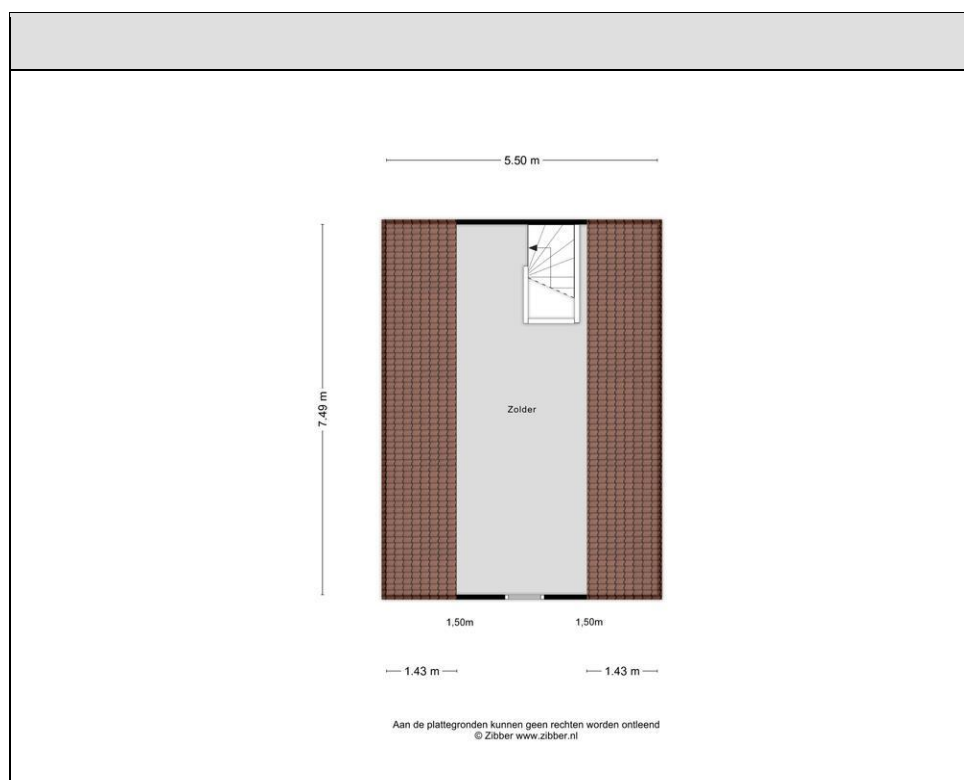 5.50 m
7.49 m
Zolder
1,50m 1,50m
1.43 m 1.43 m
Aan de plattegronden kunnen geen rechten worden ontleend
© Zibber www.zibber.nl